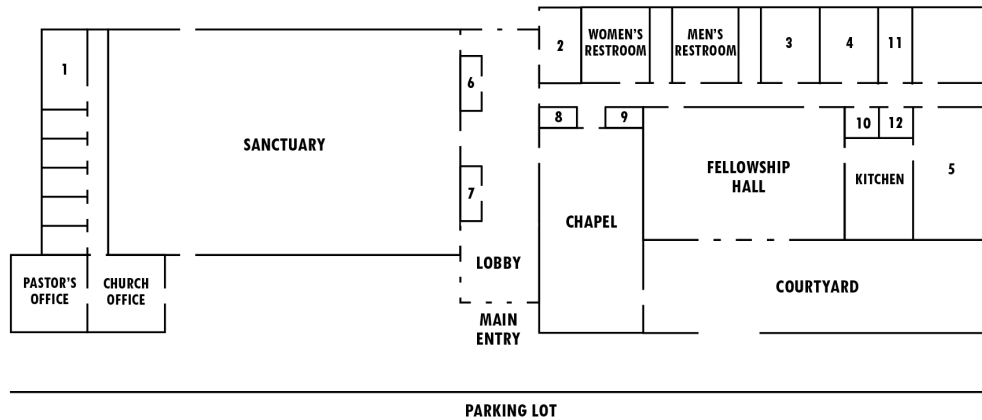 WOMEN'S
RESTROOM
MEN'S
RESTROOM
1
2
3
4
11
6
8
9
10
12
SANCTUARY
FELLOWSHIP
HALL
KITCHEN
5
7
CHAPEL
LOBBY
PASTOR'S
OFFICE
CHURCH
OFFICE
COURTYARD
MAIN
ENTRY
PARKING LOT